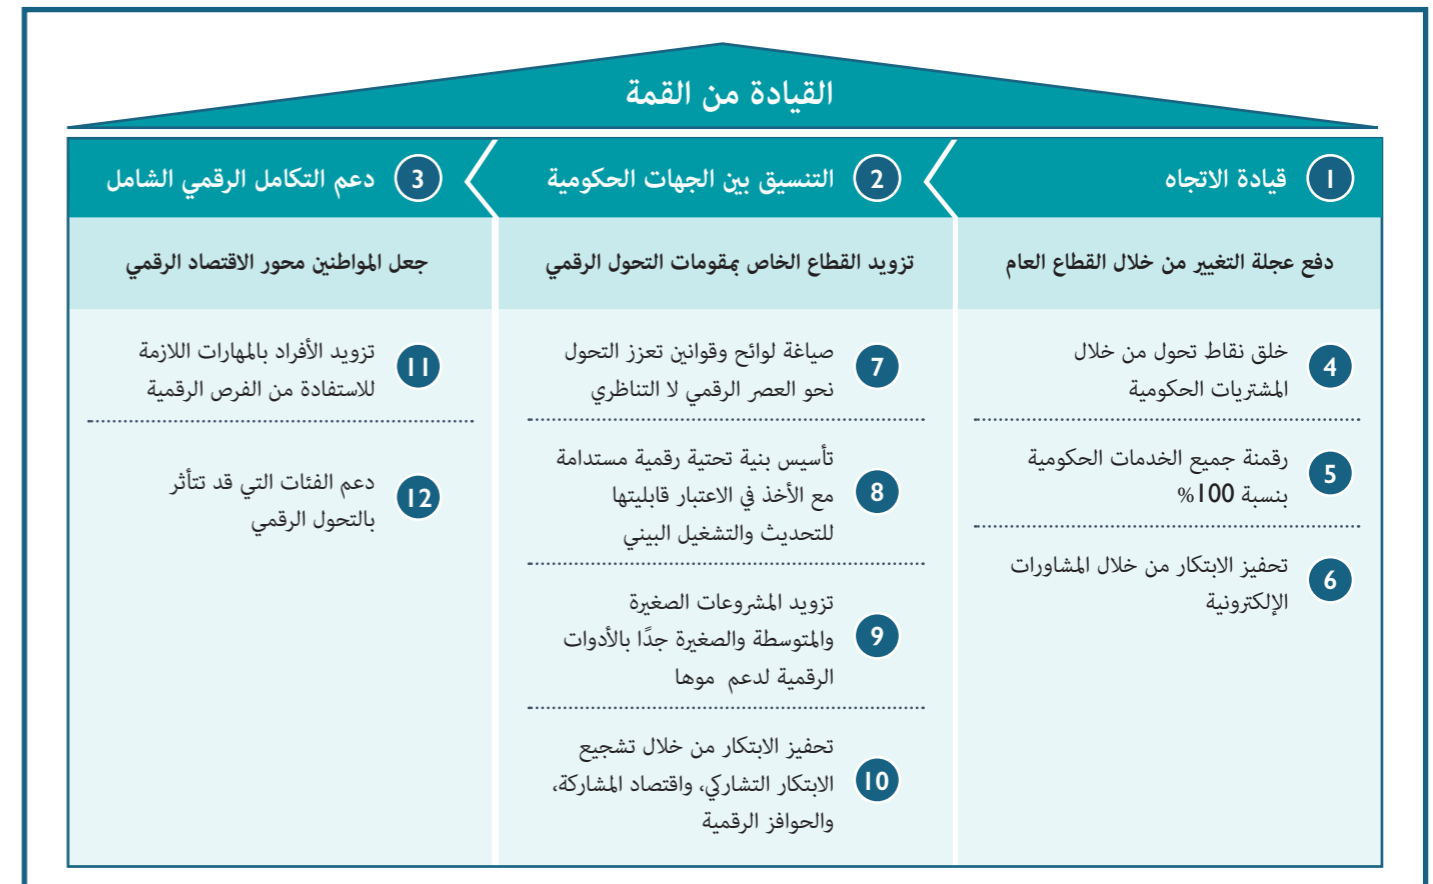 القيادة من القمة
1 قيادة الاتجاه
2 التنسيق بين الجهات الحكومية
3 دعم التكامل الرقمي الشامل
دفع عجلة التغيير من خلال القطاع العام
تزويد القطاع الخاص بمقومات التحول الرقمي
جعل المواطنين محور الاقتصاد الرقمي
4 خلق نقاط تحول من خلال
المشتريات الحكومية
5 رقمنة جميع الخدمات الحكومية
بنسبة 100%
6 تحفيز الابتكار من خلال المشاورات
الإلكترونية
7 صياغة لوائح وقوانين تعزز التحول
نحو العصر الرقمي لا التناظري
8 تأسيس بنية تحتية رقمية مستدامة
مع الأخذ في الاعتبار قابليتها
للتحديث والتشغيل البيني
9 تزويد المشروعات الصغيرة
والمتوسطة والصغيرة جدًا بالأدوات
الرقمية لدعم موها
10 تحفيز الابتكار من خلال تشجيع
الابتكار التشاركي، واقتصاد المشاركة،
والحوافز الرقمية
11 تزويد الأفراد بالمهارات اللازمة
للاستفادة من الفرص الرقمية
12 دعم الفئات التي قد تتأثر
بالتحول الرقمي